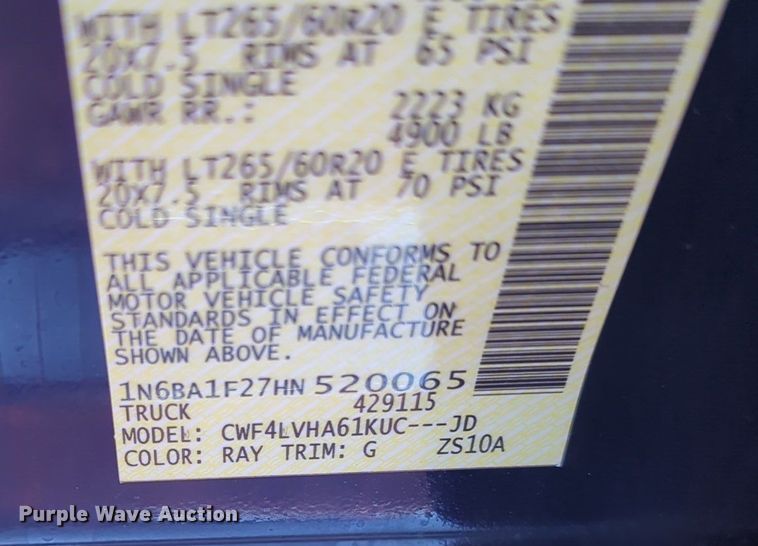 WITH LT265/60R20 E TIRES
20X7.5 RIMS AT 65 PSI
COLD SINGLE
GAWR RR.: 2223 KG
4900 LB
WITH LT265/60R20 E TIRES
20X7.5 RIMS AT 70 PSI
COLD SINGLE
THIS VEHICLE CONFORMS TO
ALL APPLICABLE FEDERAL
MOTOR VEHICLE SAFETY
STANDARDS IN EFFECT ON
THE DATE OF MANUFACTURE
SHOWN ABOVE.
1N6BA1F27HN 520065
TRUCK 429115
MODEL: CWF4LVHA61KUC---JD
COLOR: RAY TRIM: G ZS10A
Purple Wave Auction